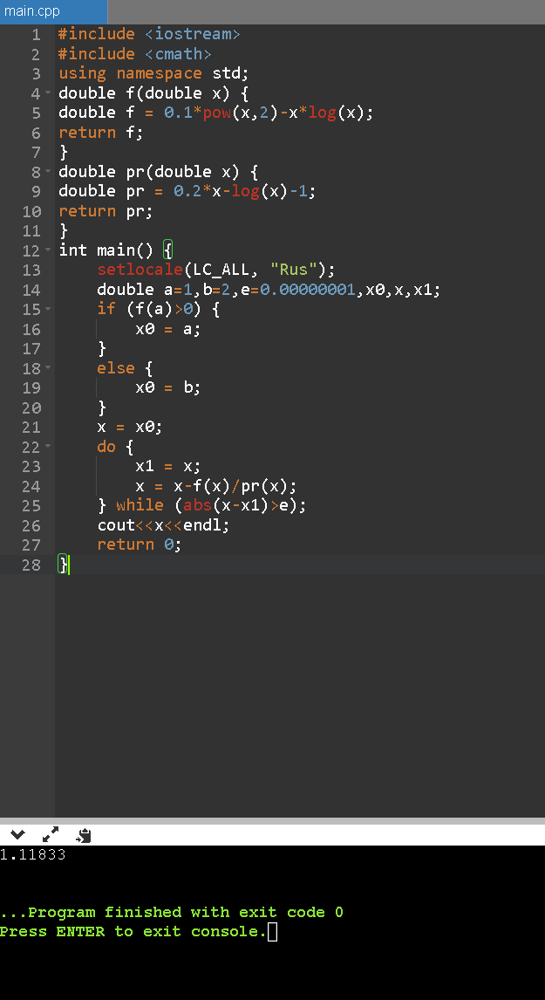 main.cpp
1 #include <iostream>
2 #include <cmath>
3 using namespace std;
4 double f(double x) {
5 double f = 0.1*pow(x,2)-x*log(x);
6 return f;
7 }
8 double pr(double x) {
9 double pr = 0.2*x-log(x)-1;
10 return pr;
11 }
12 int main() {
13     setlocale(LC_ALL, "Rus");
14     double a=1,b=2,e=0.00000001,x0,x,x1;
15     if (f(a)>0) {
16         x0 = a;
17     }
18     else {
19         x0 = b;
20     }
21     x = x0;
22     do {
23         x1 = x;
24         x = x-f(x)/pr(x);
25     } while (abs(x-x1)>e);
26     cout<<x<<endl;
27     return 0;
28 }
1.11833
...Program finished with exit code 0
Press ENTER to exit console.